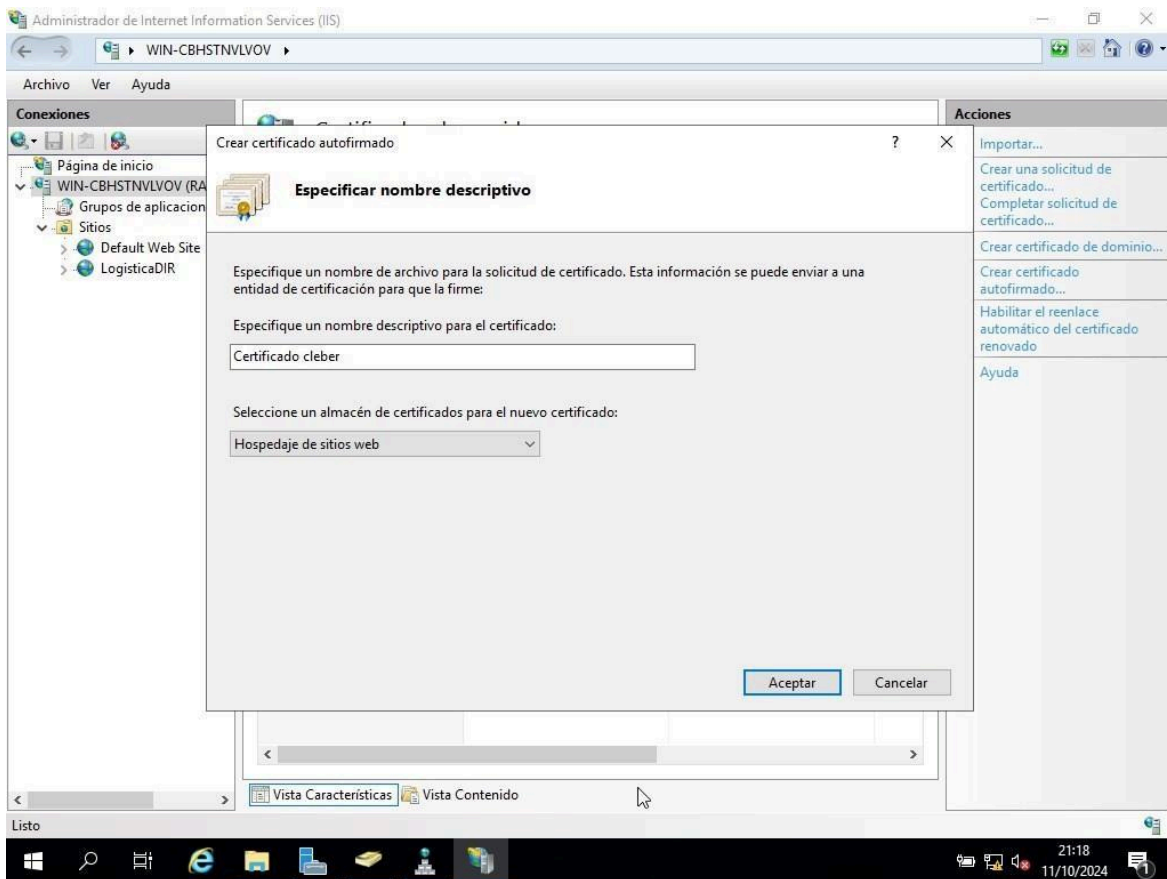 Administrador de Internet Information Services (IIS)
WIN-CBHSTNVLVOV
Archivo Ver Ayuda
Conexiones
Página de inicio
WIN-CBHSTNVLVOV (RA
Grupos de aplicacion
Sitios
Default Web Site
LogisticaDIR
Crear certificado autofirmado
?
Especificar nombre descriptivo
Especifique un nombre de archivo para la solicitud de certificado. Esta información se puede enviar a una
entidad de certificación para que la firme:
Especifique un nombre descriptivo para el certificado:
Certificado cleber
Seleccione un almacén de certificados para el nuevo certificado:
Hospedaje de sitios web
Aceptar Cancelar
Vista Características Vista Contenido
Acciones
Importar...
Crear una solicitud de
certificado...
Completar solicitud de
certificado...
Crear certificado de dominio...
Crear certificado
autofirmado...
Habilitar el reenlace
automático del certificado
renovado
Ayuda
Listo
21:18
11/10/2024
1